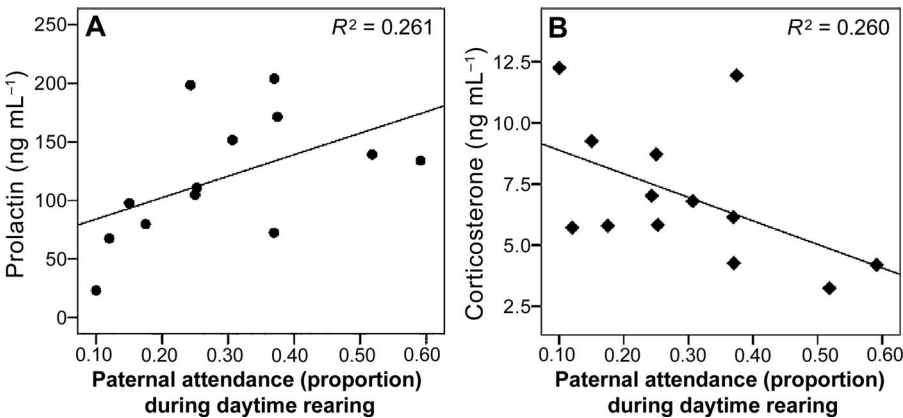 A
R² = 0.261
Prolactin (ng mL⁻¹)
250
200
150
100
50
0
0.10 0.20 0.30 0.40 0.50 0.60
Paternal attendance (proportion)
during daytime rearing
B
R² = 0.260
Corticosterone (ng mL⁻¹)
12.5
10.0
7.5
5.0
2.5
0.10 0.20 0.30 0.40 0.50 0.60
Paternal attendance (proportion)
during daytime rearing